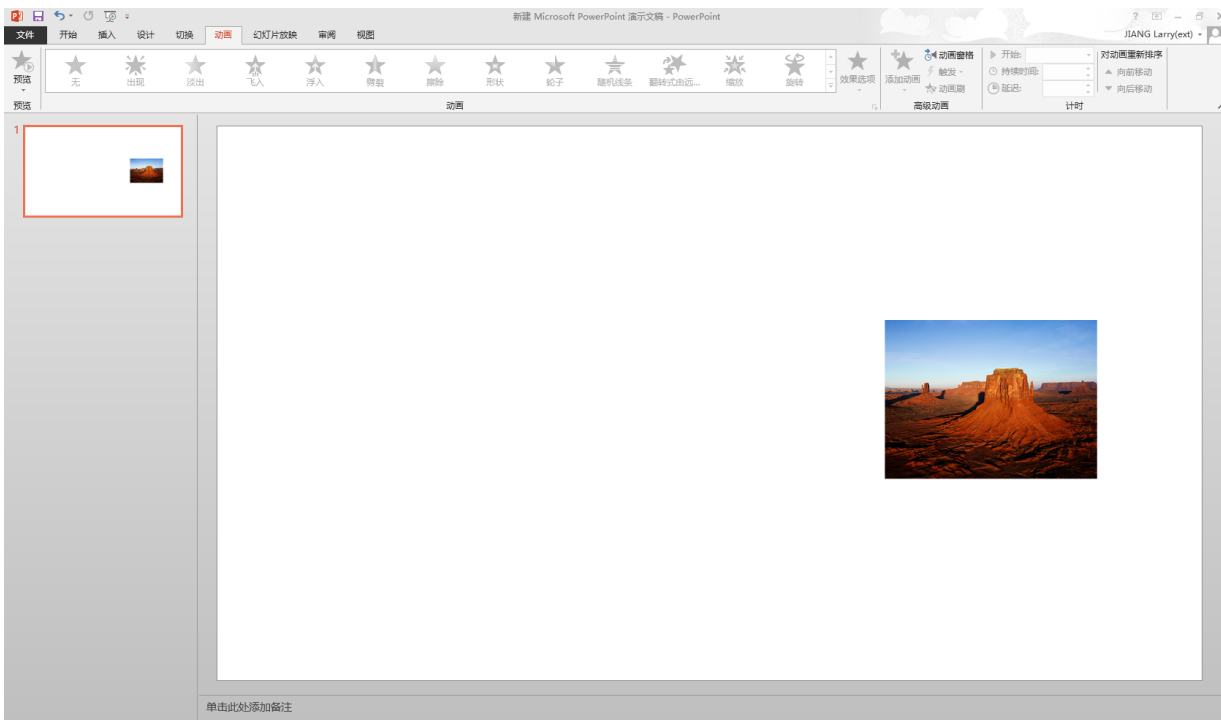 新建 Microsoft PowerPoint 演示文稿 - PowerPoint
文件 开始 插入 设计 切换 动画 幻灯片放映 审阅 视图 JIANG Larry(ext)
预览 无 出现 淡出 飞入 浮入 劈裂 擦除 形状 轮子 随机线条 翻转式由远... 缩放 旋转 效果选项 添加动画
动画窗格 开始: 对动画重新排序
触发 持续时间: 向前移动
动画刷 延迟: 向后移动
预览 动画 高级动画 计时
1
单击此处添加备注